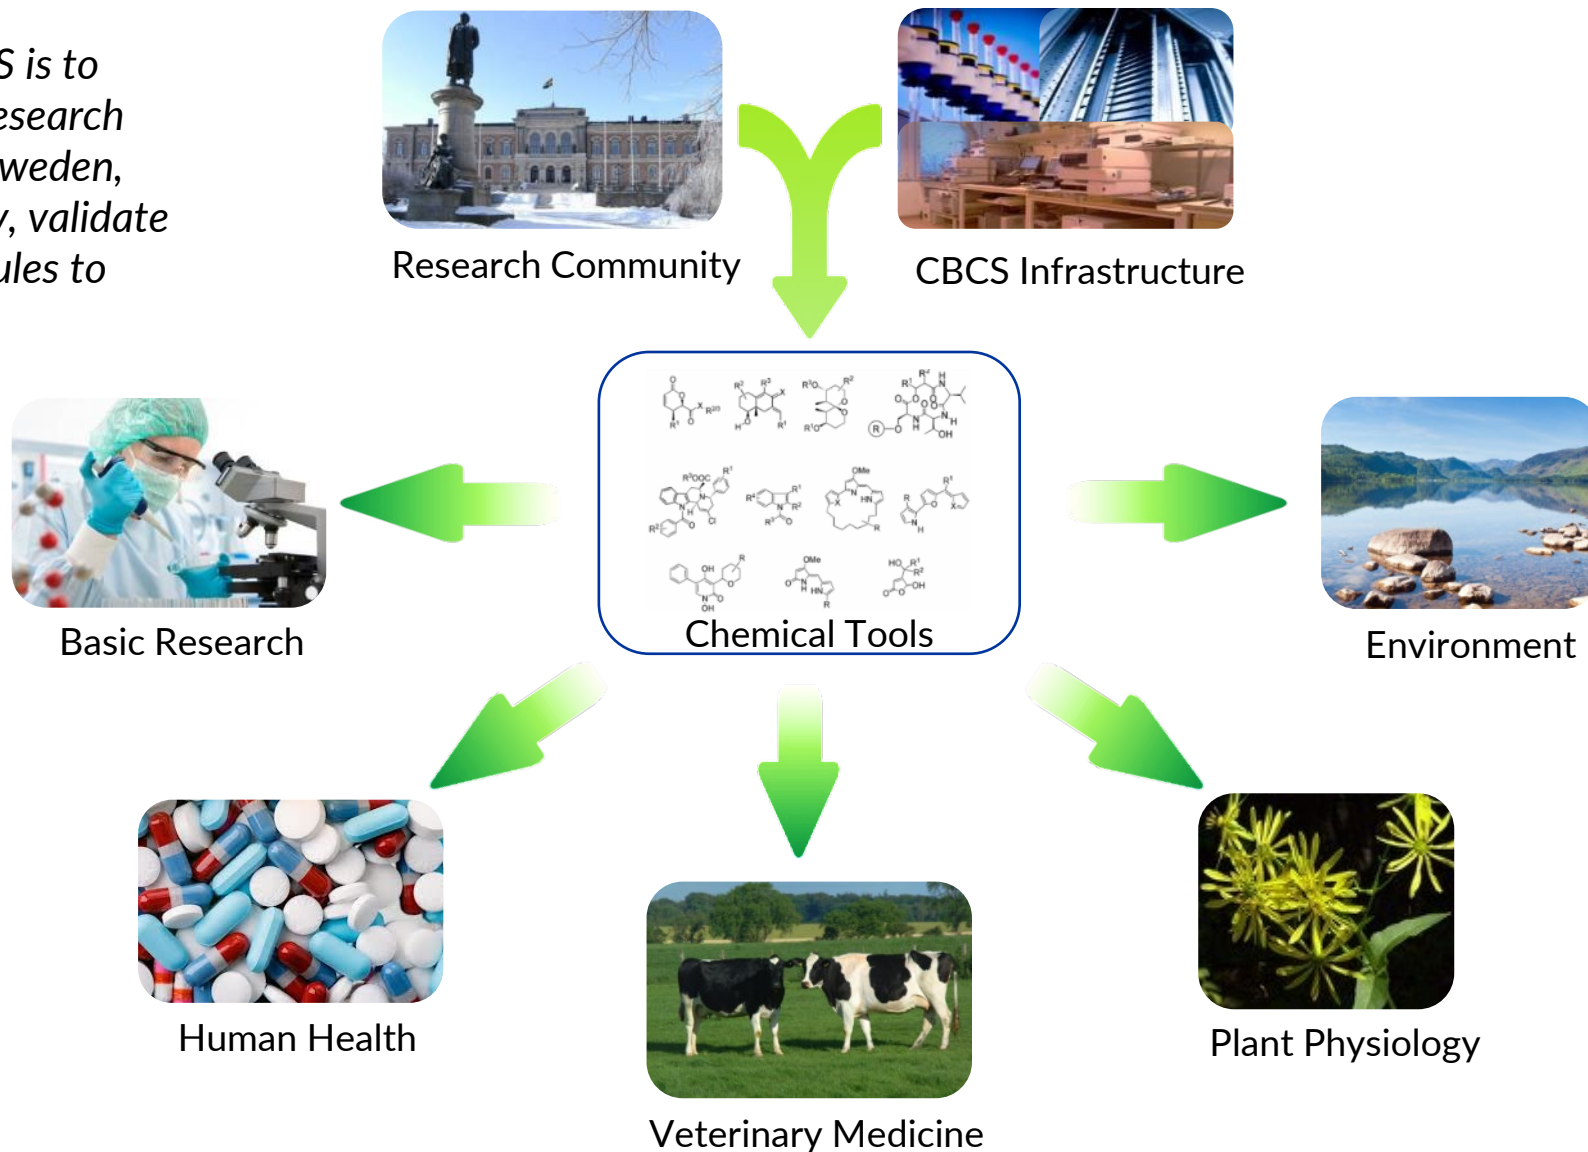 S is to
esearch
weden,
y, validate
ules to
Research Community
CBCS Infrastructure
Chemical Tools
Basic Research
Environment
Human Health
Plant Physiology
Veterinary Medicine